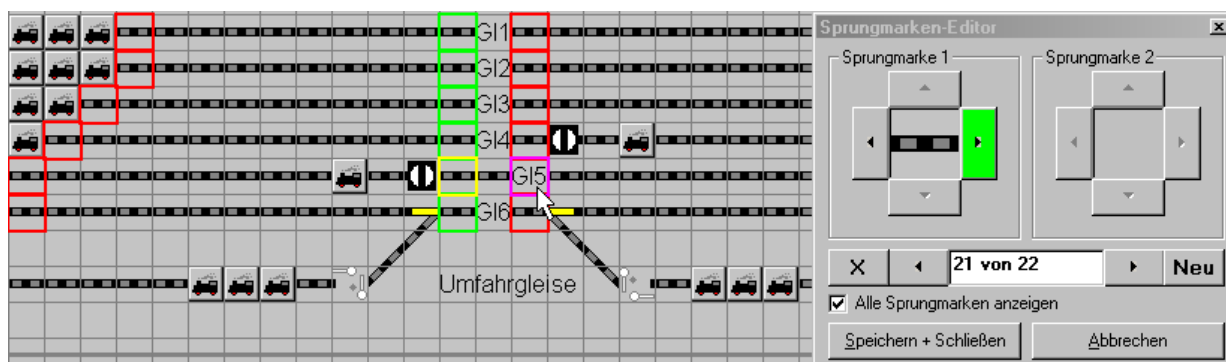 Gl1
Gl2
Gl3
Gl4
Gl5
Gl6
Umfahrgleise
Sprungmarken-Editor
Sprungmarke 1
Sprungmarke 2
X
21 von 22
Neu
Alle Sprungmarken anzeigen
Speichern + Schließen
Abbrechen